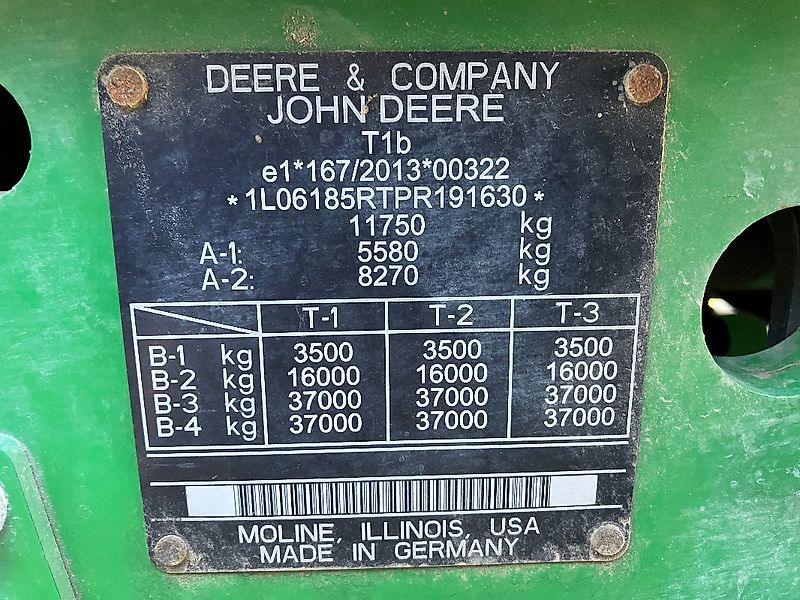 DEERE & COMPANY
JOHN DEERE
T1b
e1*167/2013*00322
*1L06185RTPR191630*
11750 kg
A-1: 5580 kg
A-2: 8270 kg
T-1 T-2 T-3
B-1 kg 3500 3500 3500
B-2 kg 16000 16000 16000
B-3 kg 37000 37000 37000
B-4 kg 37000 37000 37000
MOLINE, ILLINOIS, USA
MADE IN GERMANY